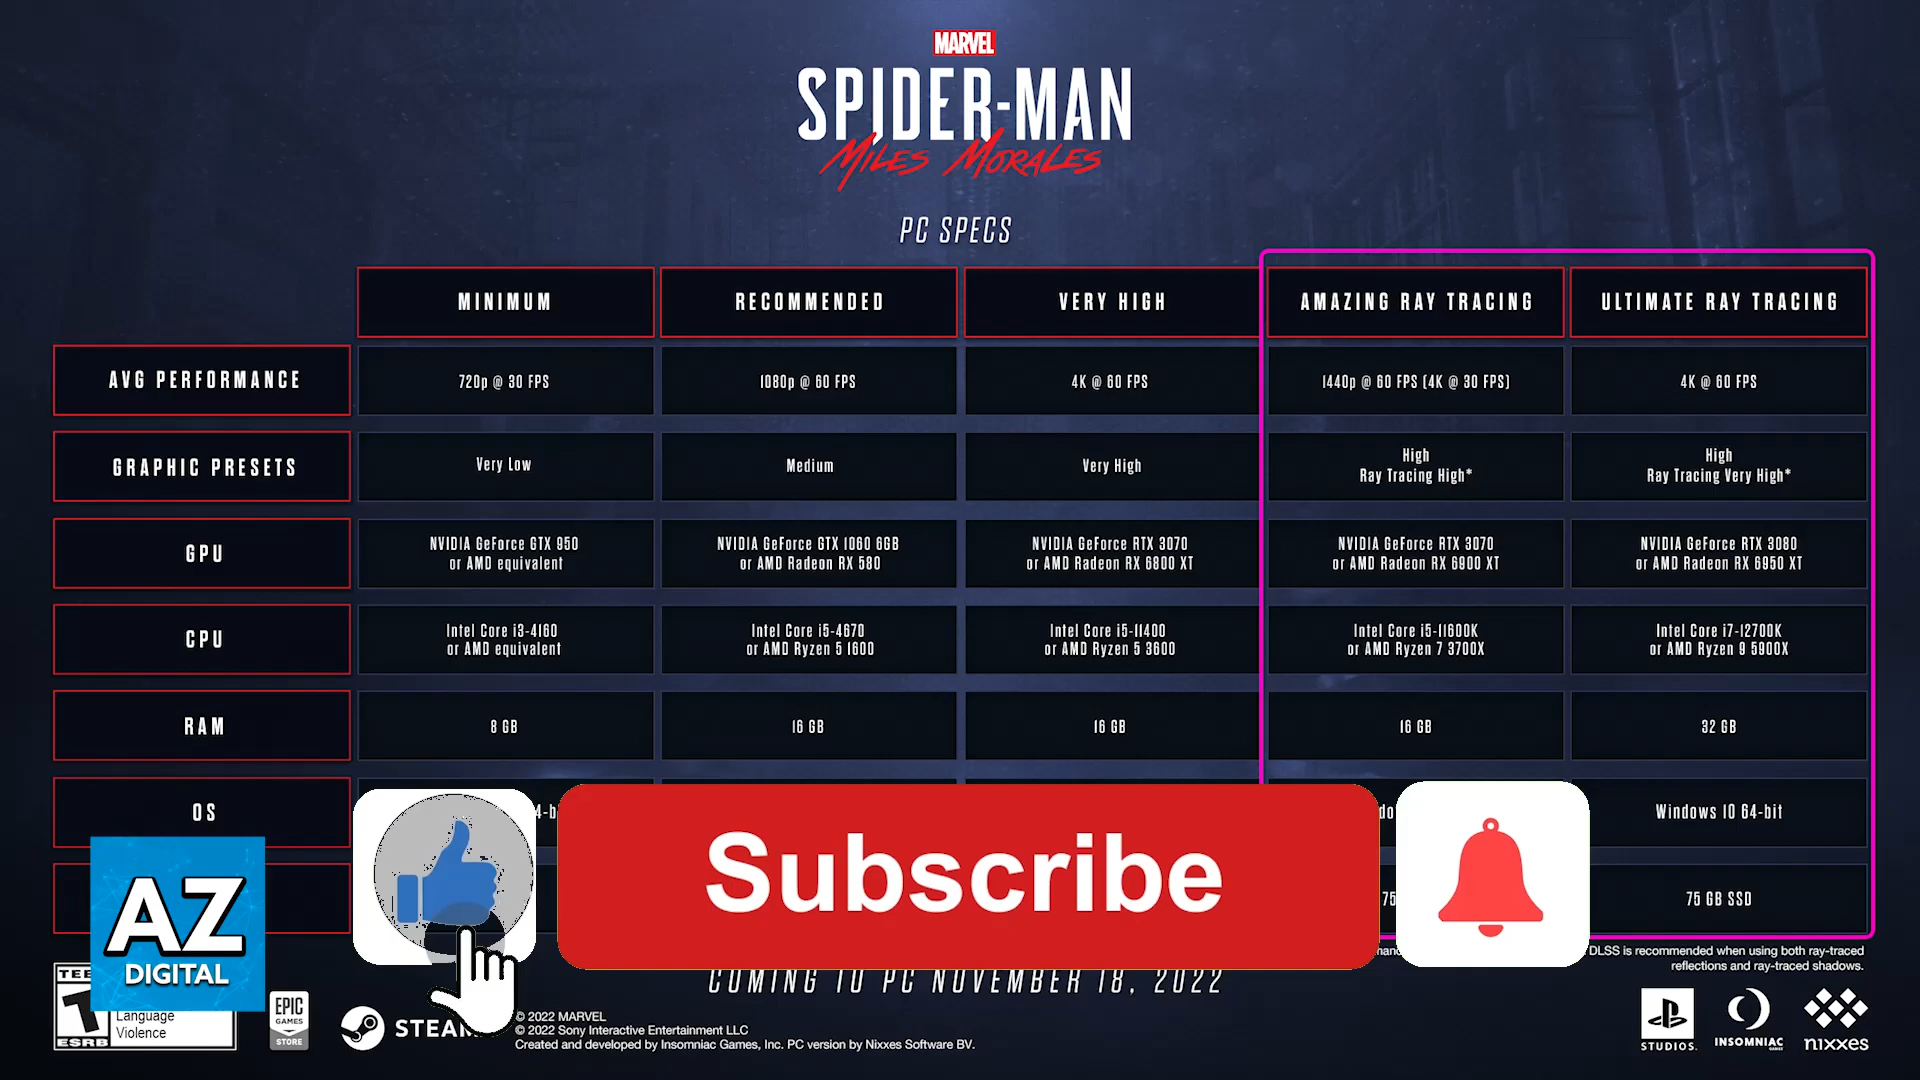 MARVEL
SPIDER-MAN
MILES MORALES
PC SPECS
MINIMUM RECOMMENDED VERY HIGH AMAZING RAY TRACING ULTIMATE RAY TRACING
AVG PERFORMANCE 720p @ 30 FPS 1080p @ 60 FPS 4K @ 60 FPS 1440p @ 60 FPS (4K @ 30 FPS) 4K @ 60 FPS
GRAPHIC PRESETS Very Low Medium Very High High High
Ray Tracing High* Ray Tracing Very High*
GPU NVIDIA GeForce GTX 950 NVIDIA GeForce GTX 1060 6GB NVIDIA GeForce RTX 3070 NVIDIA GeForce RTX 3070 NVIDIA GeForce RTX 3080
or AMD equivalent or AMD Radeon RX 580 or AMD Radeon RX 6800 XT or AMD Radeon RX 6900 XT or AMD Radeon RX 6950 XT
CPU Intel Core i3-4160 Intel Core i5-4670 Intel Core i5-11400 Intel Core i5-11600K Intel Core i7-12700K
or AMD equivalent or AMD Ryzen 5 1600 or AMD Ryzen 5 3600 or AMD Ryzen 7 3700X or AMD Ryzen 9 5900X
RAM 8 GB 16 GB 16 GB 16 GB 32 GB
OS Windows 10 64-bit
Subscribe
75 75 GB SSD
AZ
DIGITAL
DLSS is recommended when using both ray-traced
reflections and ray-traced shadows.
COMING TO PC NOVEMBER 18, 2022
T
Language
Violence
ESRB
EPIC
GAMES
STORE
STEAM
© 2022 MARVEL
© 2022 Sony Interactive Entertainment LLC
Created and developed by Insomniac Games, Inc. PC version by Nixxes Software BV.
STUDIOS.
INSOMNIAC
GAMES
nixxes